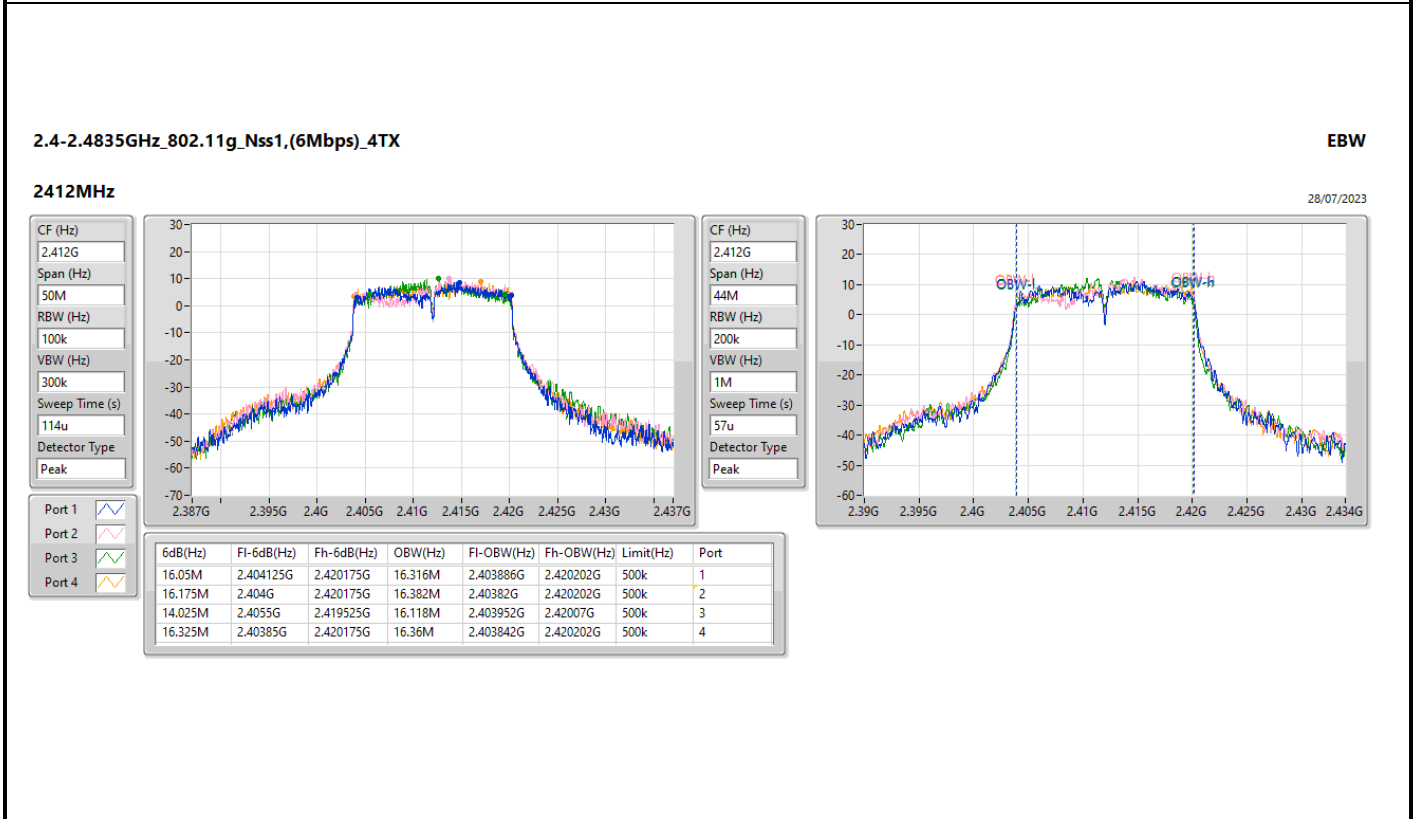 2.4-2.4835GHz_802.11g_Nss1,(6Mbps)_4TX
EBW
2412MHz
28/07/2023
CF (Hz)
2.412G
Span (Hz)
50M
RBW (Hz)
100k
VBW (Hz)
300k
Sweep Time (s)
114u
Detector Type
Peak
30
20
10
0
-10
-20
-30
-40
-50
-60
-70
2.387G 2.395G 2.4G 2.405G 2.41G 2.415G 2.42G 2.425G 2.43G 2.437G
CF (Hz)
2.412G
Span (Hz)
44M
RBW (Hz)
200k
VBW (Hz)
1M
Sweep Time (s)
57u
Detector Type
Peak
30
20
10
0
-10
-20
-30
-40
-50
-60
OBW-l OBW-h
2.39G 2.395G 2.4G 2.405G 2.41G 2.415G 2.42G 2.425G 2.43G 2.434G
Port 1
Port 2
Port 3
Port 4
6dB(Hz) Fl-6dB(Hz) Fh-6dB(Hz) OBW(Hz) Fl-OBW(Hz) Fh-OBW(Hz) Limit(Hz) Port
16.05M 2.404125G 2.420175G 16.316M 2.403886G 2.420202G 500k 1
16.175M 2.404G 2.420175G 16.382M 2.40382G 2.420202G 500k 2
14.025M 2.4055G 2.419525G 16.118M 2.403952G 2.42007G 500k 3
16.325M 2.40385G 2.420175G 16.36M 2.403842G 2.420202G 500k 4